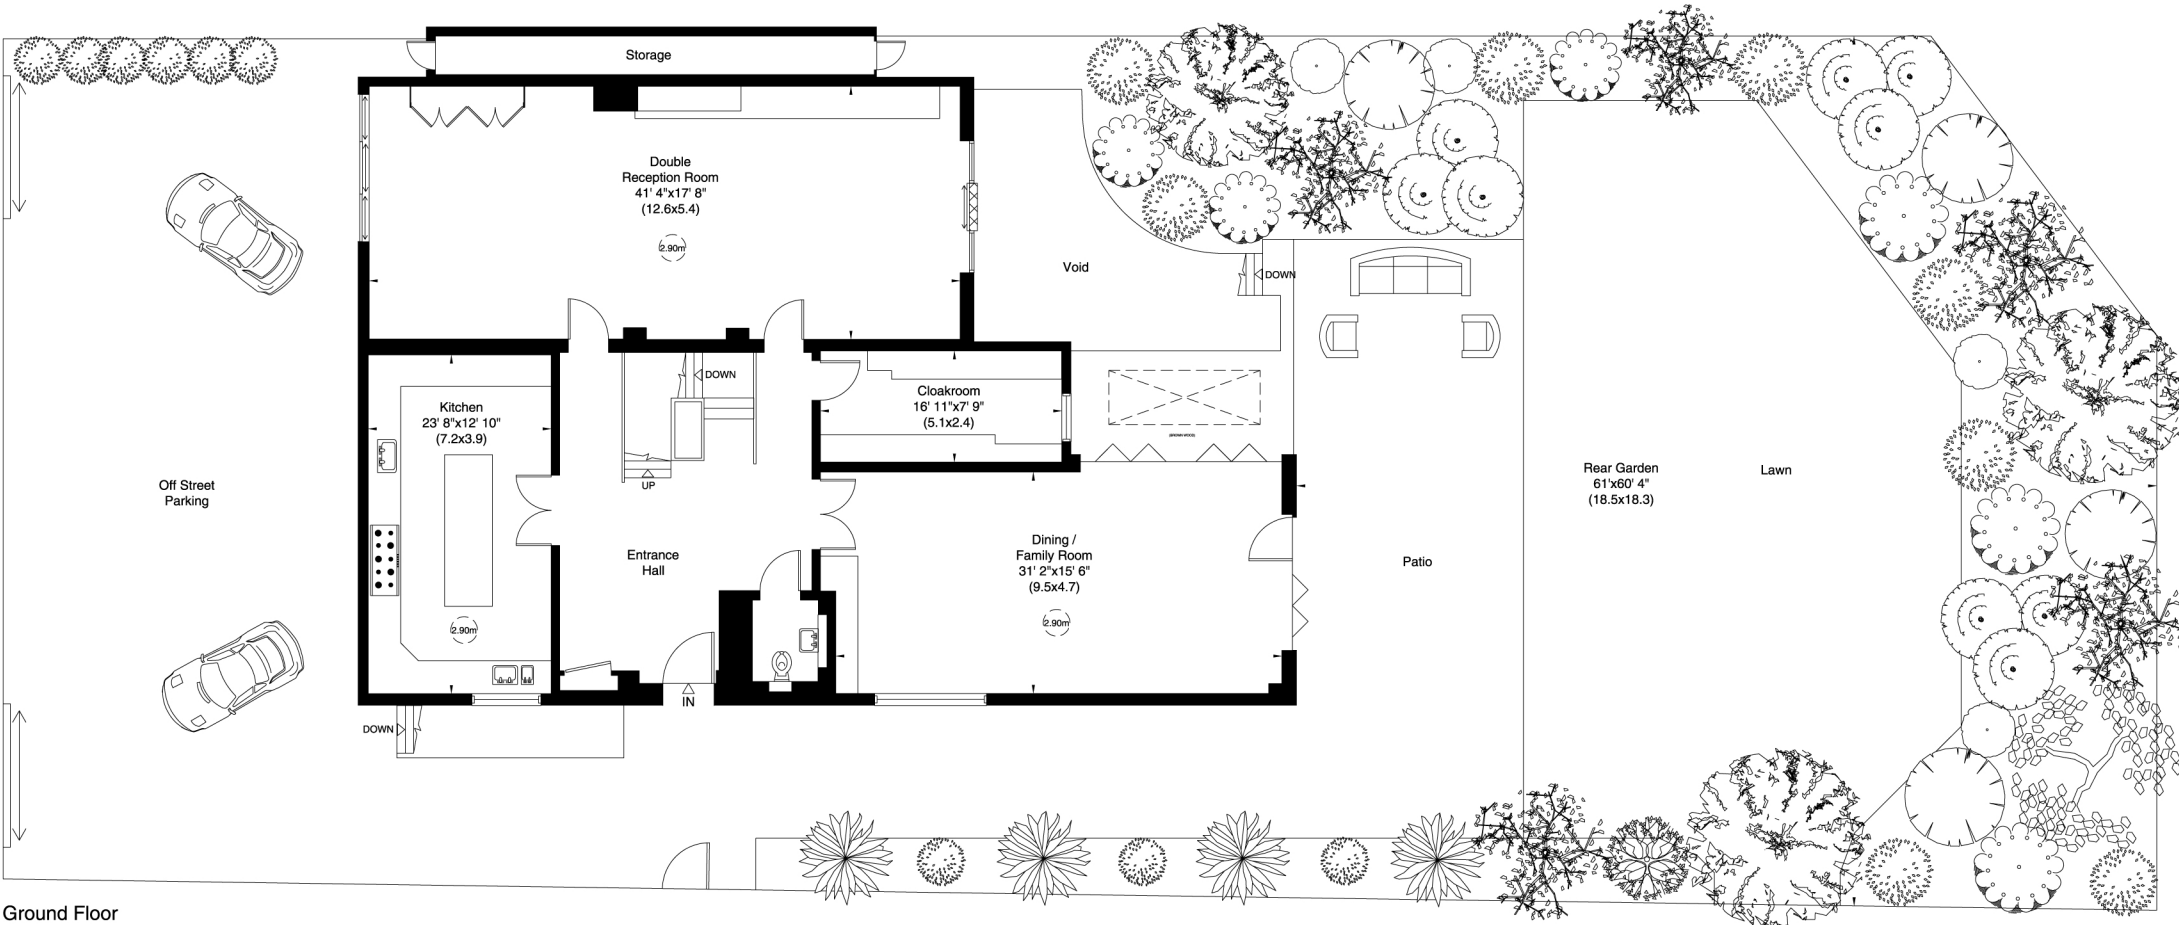 Storage
Double
Reception Room
41' 4"x17' 8"
(12.6x5.4)
2.90m
Void
DOWN
DOWN
Cloakroom
16' 11"x7' 9"
(5.1x2.4)
Kitchen
23' 8"x12' 10"
(7.2x3.9)
UP
Off Street
Parking
Rear Garden
61'x60' 4"
(18.5x18.3)
Lawn
Entrance
Hall
Dining /
Family Room
31' 2"x15' 6"
(9.5x4.7)
Patio
2.90m
2.90m
IN
DOWN
Ground Floor